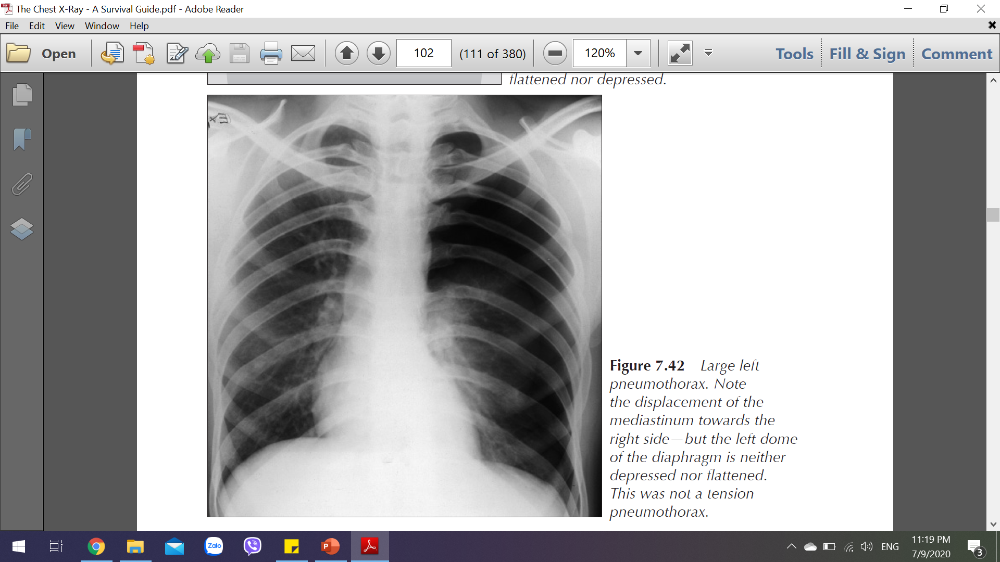 The Chest X-Ray - A Survival Guide.pdf - Adobe Reader
File Edit View Window Help
Open 102 (111 of 380) 120% Tools Fill & Sign Comment
flattened nor depressed.
Figure 7.42 Large left
pneumothorax. Note
the displacement of the
mediastinum towards the
right side—but the left dome
of the diaphragm is neither
depressed nor flattened.
This was not a tension
pneumothorax.
Zalo
P
ENG
11:19 PM
7/9/2020
3